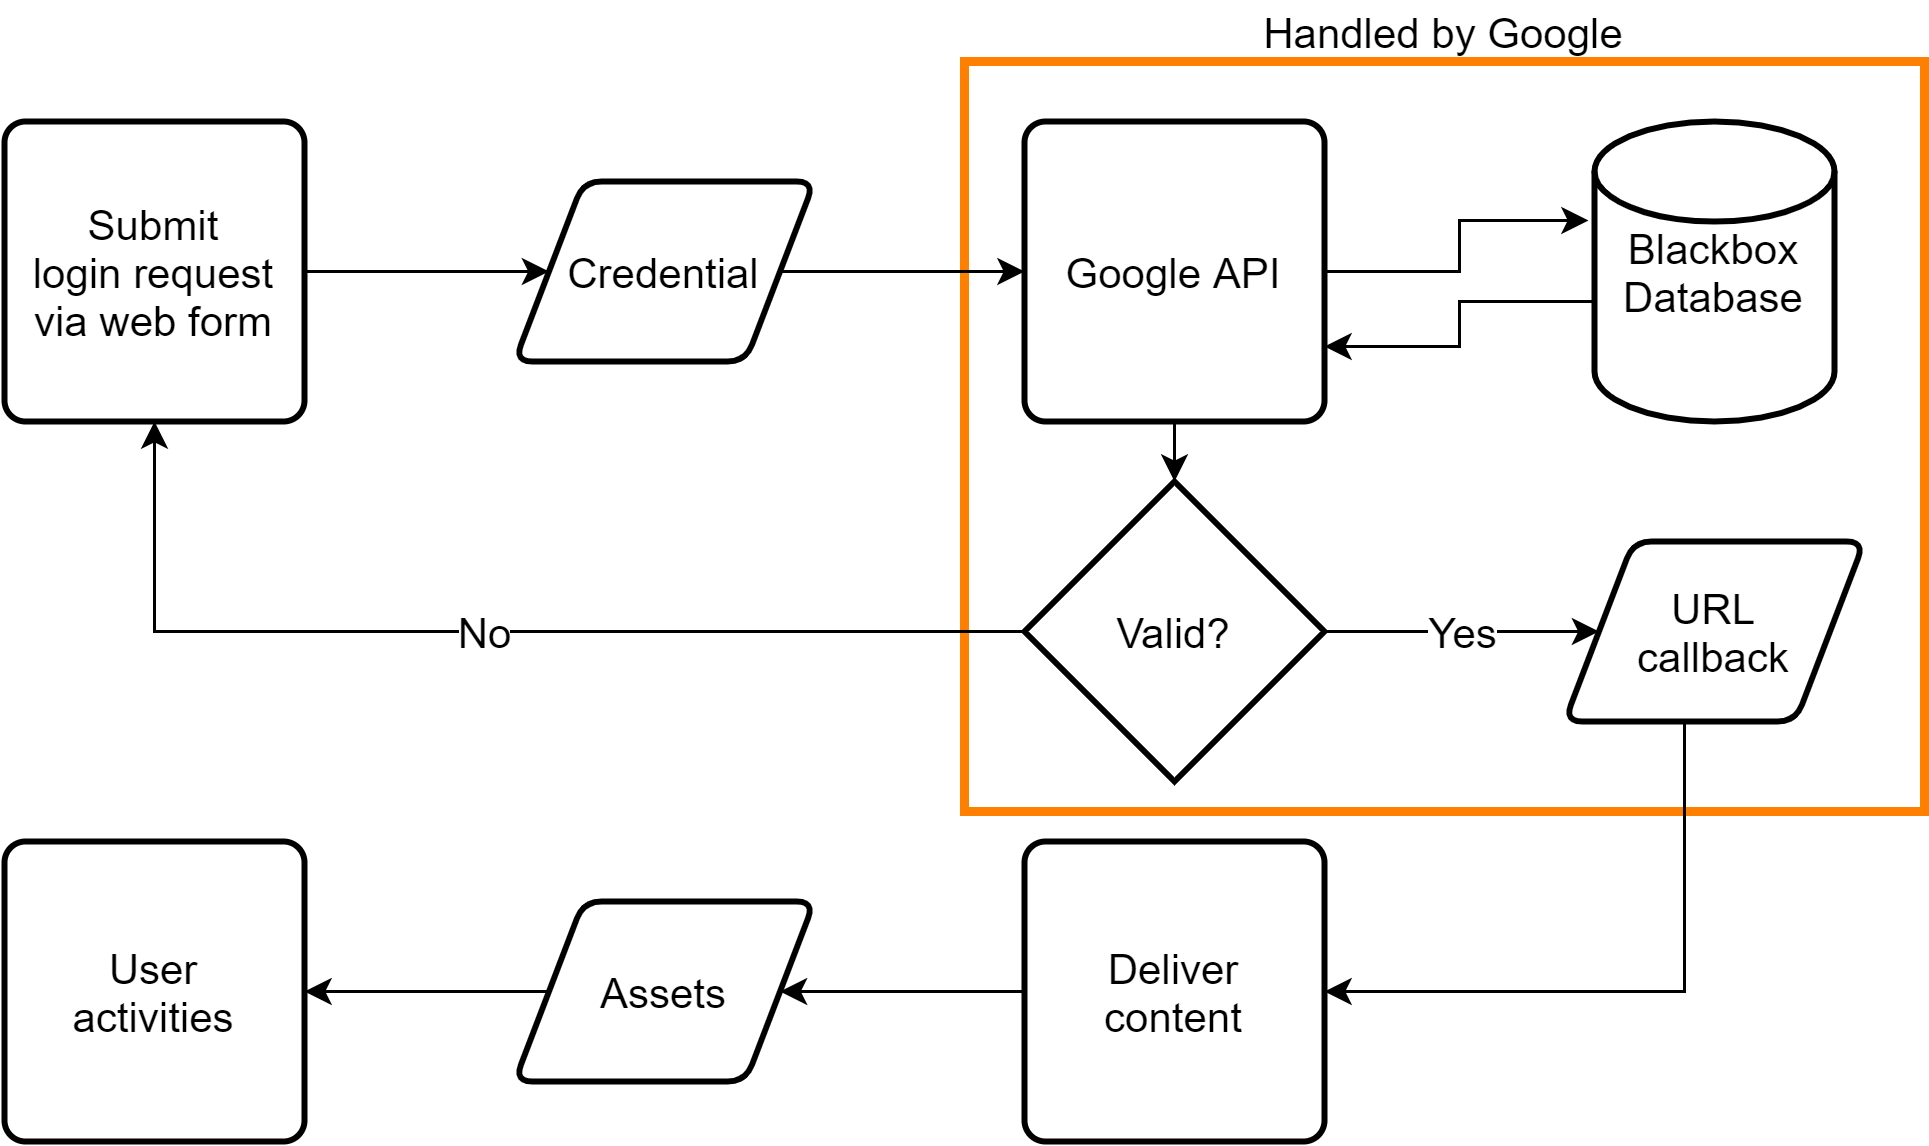 Handled by Google
Submit
login request
via web form
Credential
Google API
Blackbox
Database
No
Valid?
Yes
URL
callback
User
activities
Assets
Deliver
content